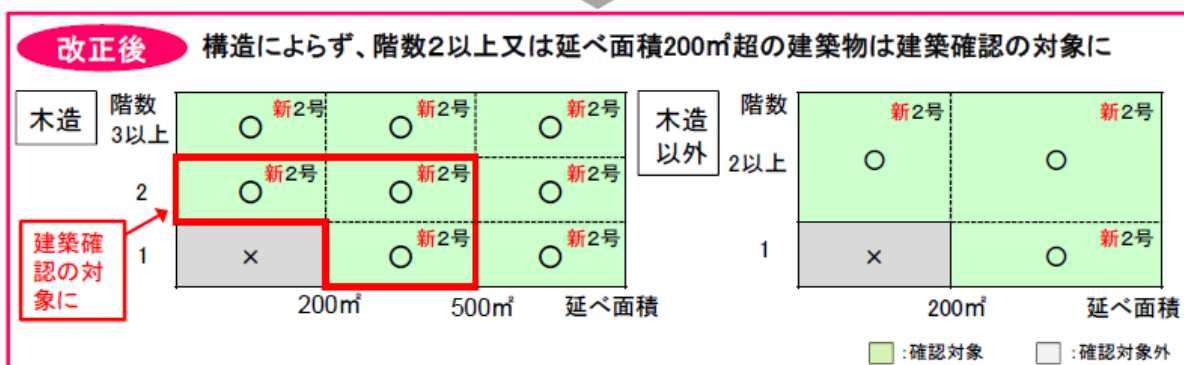 改正後 構造によらず、階数２以上又は延べ面積200㎡超の建築物は建築確認の対象に
木造
階数
3以上
2
1
○ 新2号
○ 新2号
○ 新2号
○ 新2号
○ 新2号
○ 新2号
×
○ 新2号
○ 新2号
200㎡
500㎡
延べ面積
建築確
認の対
象に
木造
以外
階数
2以上
1
○ 新2号
○ 新2号
×
○ 新2号
200㎡
延べ面積
:確認対象
:確認対象外